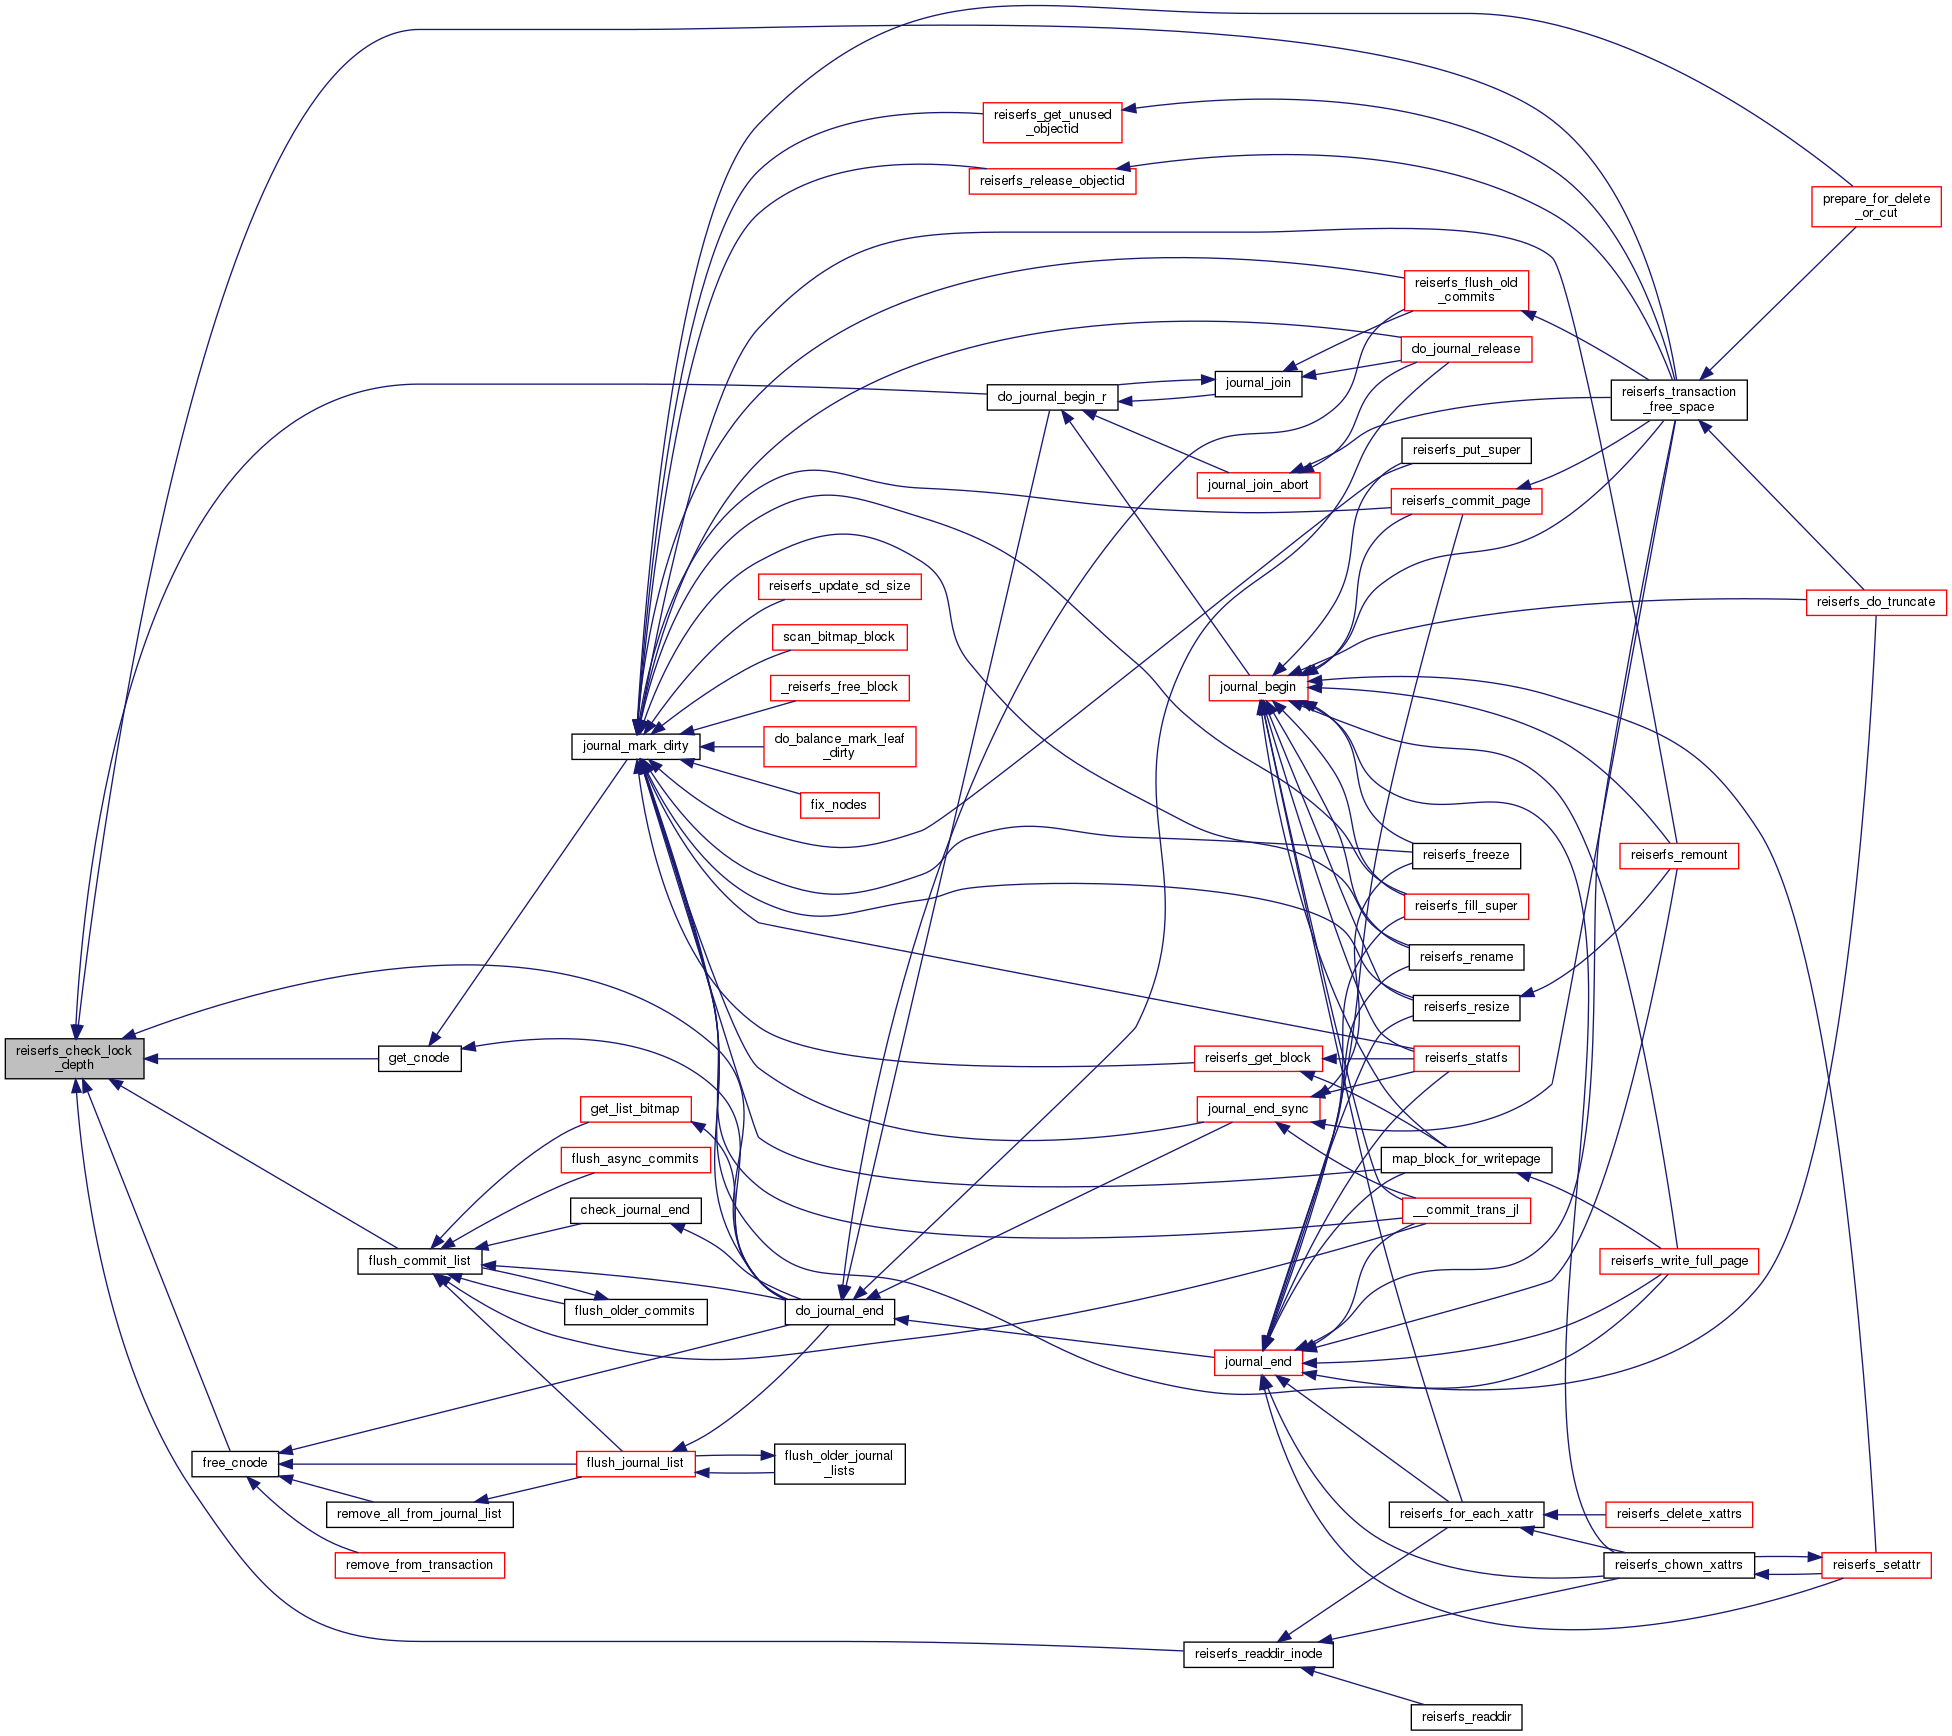 reiserfs_get_unused
_objectid
reiserfs_release_objectid
prepare_for_delete
_or_cut
reiserfs_flush_old
_commits
do_journal_release
journal_join
do_journal_begin_r
reiserfs_transaction
_free_space
reiserfs_put_super
journal_join_abort
reiserfs_commit_page
reiserfs_update_sd_size
reiserfs_do_truncate
scan_bitmap_block
_reiserfs_free_block
journal_begin
journal_mark_dirty
do_balance_mark_leaf
_dirty
fix_nodes
reiserfs_freeze
reiserfs_remount
reiserfs_fill_super
reiserfs_rename
reiserfs_resize
reiserfs_check_lock
_depth
get_cnode
reiserfs_get_block
reiserfs_statfs
get_list_bitmap
journal_end_sync
flush_async_commits
map_block_for_writepage
check_journal_end
__commit_trans_jl
flush_commit_list
reiserfs_write_full_page
flush_older_commits
do_journal_end
journal_end
free_cnode
flush_journal_list
flush_older_journal
_lists
remove_all_from_journal_list
reiserfs_for_each_xattr
reiserfs_delete_xattrs
remove_from_transaction
reiserfs_chown_xattrs
reiserfs_setattr
reiserfs_readdir_inode
reiserfs_readdir